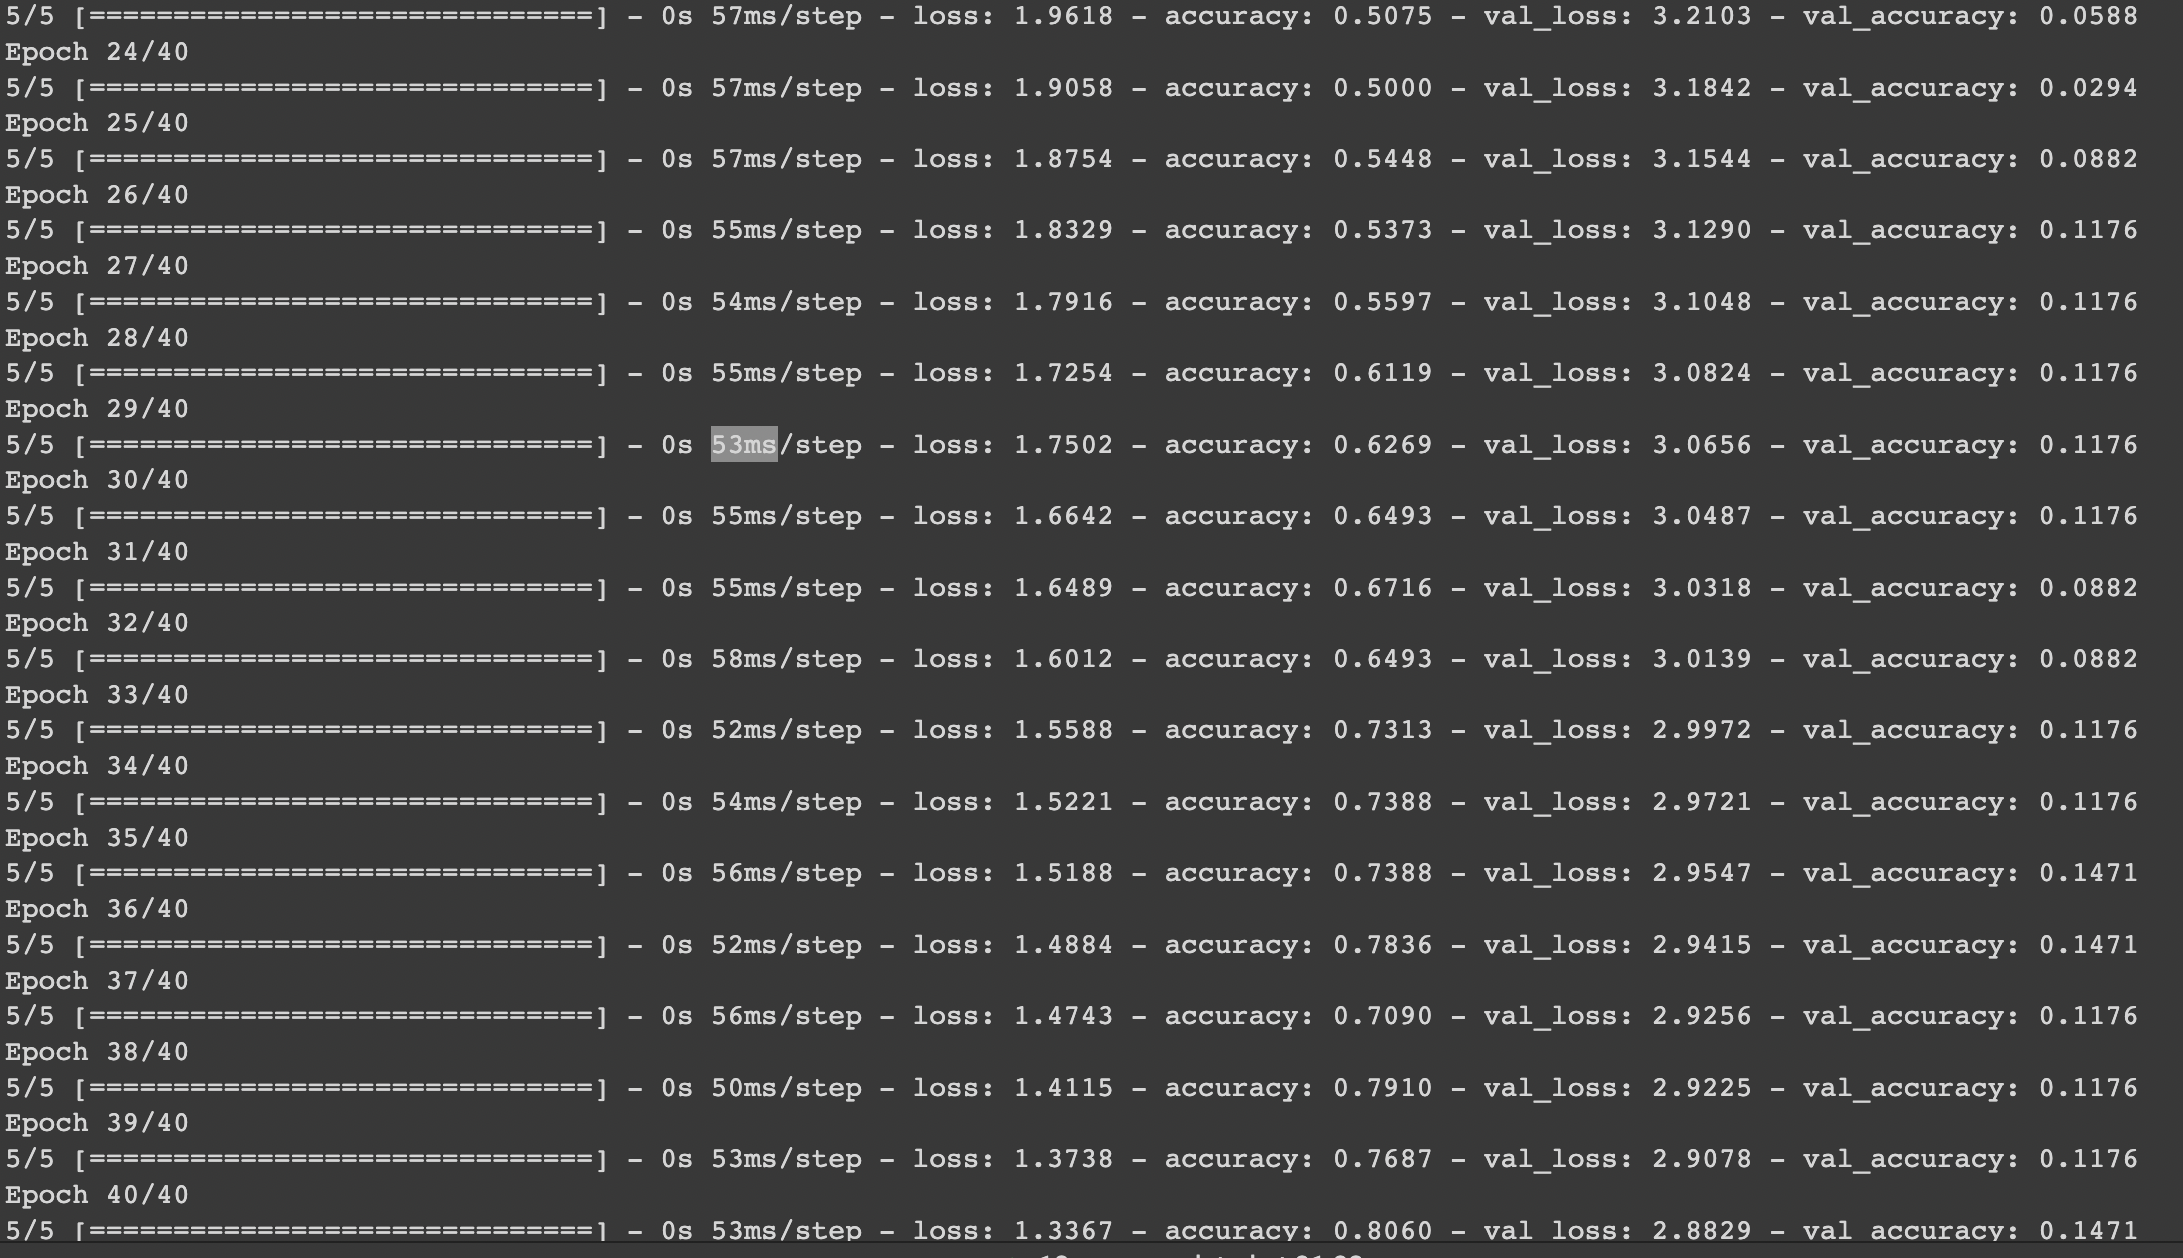 5/5 [==============================] - 0s 57ms/step - loss: 1.9618 - accuracy: 0.5075 - val_loss: 3.2103 - val_accuracy: 0.0588
Epoch 24/40
5/5 [==============================] - 0s 57ms/step - loss: 1.9058 - accuracy: 0.5000 - val_loss: 3.1842 - val_accuracy: 0.0294
Epoch 25/40
5/5 [==============================] - 0s 57ms/step - loss: 1.8754 - accuracy: 0.5448 - val_loss: 3.1544 - val_accuracy: 0.0882
Epoch 26/40
5/5 [==============================] - 0s 55ms/step - loss: 1.8329 - accuracy: 0.5373 - val_loss: 3.1290 - val_accuracy: 0.1176
Epoch 27/40
5/5 [==============================] - 0s 54ms/step - loss: 1.7916 - accuracy: 0.5597 - val_loss: 3.1048 - val_accuracy: 0.1176
Epoch 28/40
5/5 [==============================] - 0s 55ms/step - loss: 1.7254 - accuracy: 0.6119 - val_loss: 3.0824 - val_accuracy: 0.1176
Epoch 29/40
5/5 [==============================] - 0s 53ms/step - loss: 1.7502 - accuracy: 0.6269 - val_loss: 3.0656 - val_accuracy: 0.1176
Epoch 30/40
5/5 [==============================] - 0s 55ms/step - loss: 1.6642 - accuracy: 0.6493 - val_loss: 3.0487 - val_accuracy: 0.1176
Epoch 31/40
5/5 [==============================] - 0s 55ms/step - loss: 1.6489 - accuracy: 0.6716 - val_loss: 3.0318 - val_accuracy: 0.0882
Epoch 32/40
5/5 [==============================] - 0s 58ms/step - loss: 1.6012 - accuracy: 0.6493 - val_loss: 3.0139 - val_accuracy: 0.0882
Epoch 33/40
5/5 [==============================] - 0s 52ms/step - loss: 1.5588 - accuracy: 0.7313 - val_loss: 2.9972 - val_accuracy: 0.1176
Epoch 34/40
5/5 [==============================] - 0s 54ms/step - loss: 1.5221 - accuracy: 0.7388 - val_loss: 2.9721 - val_accuracy: 0.1176
Epoch 35/40
5/5 [==============================] - 0s 56ms/step - loss: 1.5188 - accuracy: 0.7388 - val_loss: 2.9547 - val_accuracy: 0.1471
Epoch 36/40
5/5 [==============================] - 0s 52ms/step - loss: 1.4884 - accuracy: 0.7836 - val_loss: 2.9415 - val_accuracy: 0.1471
Epoch 37/40
5/5 [==============================] - 0s 56ms/step - loss: 1.4743 - accuracy: 0.7090 - val_loss: 2.9256 - val_accuracy: 0.1176
Epoch 38/40
5/5 [==============================] - 0s 50ms/step - loss: 1.4115 - accuracy: 0.7910 - val_loss: 2.9225 - val_accuracy: 0.1176
Epoch 39/40
5/5 [==============================] - 0s 53ms/step - loss: 1.3738 - accuracy: 0.7687 - val_loss: 2.9078 - val_accuracy: 0.1176
Epoch 40/40
5/5 [==============================] - 0s 53ms/step - loss: 1.3367 - accuracy: 0.8060 - val_loss: 2.8829 - val_accuracy: 0.1471